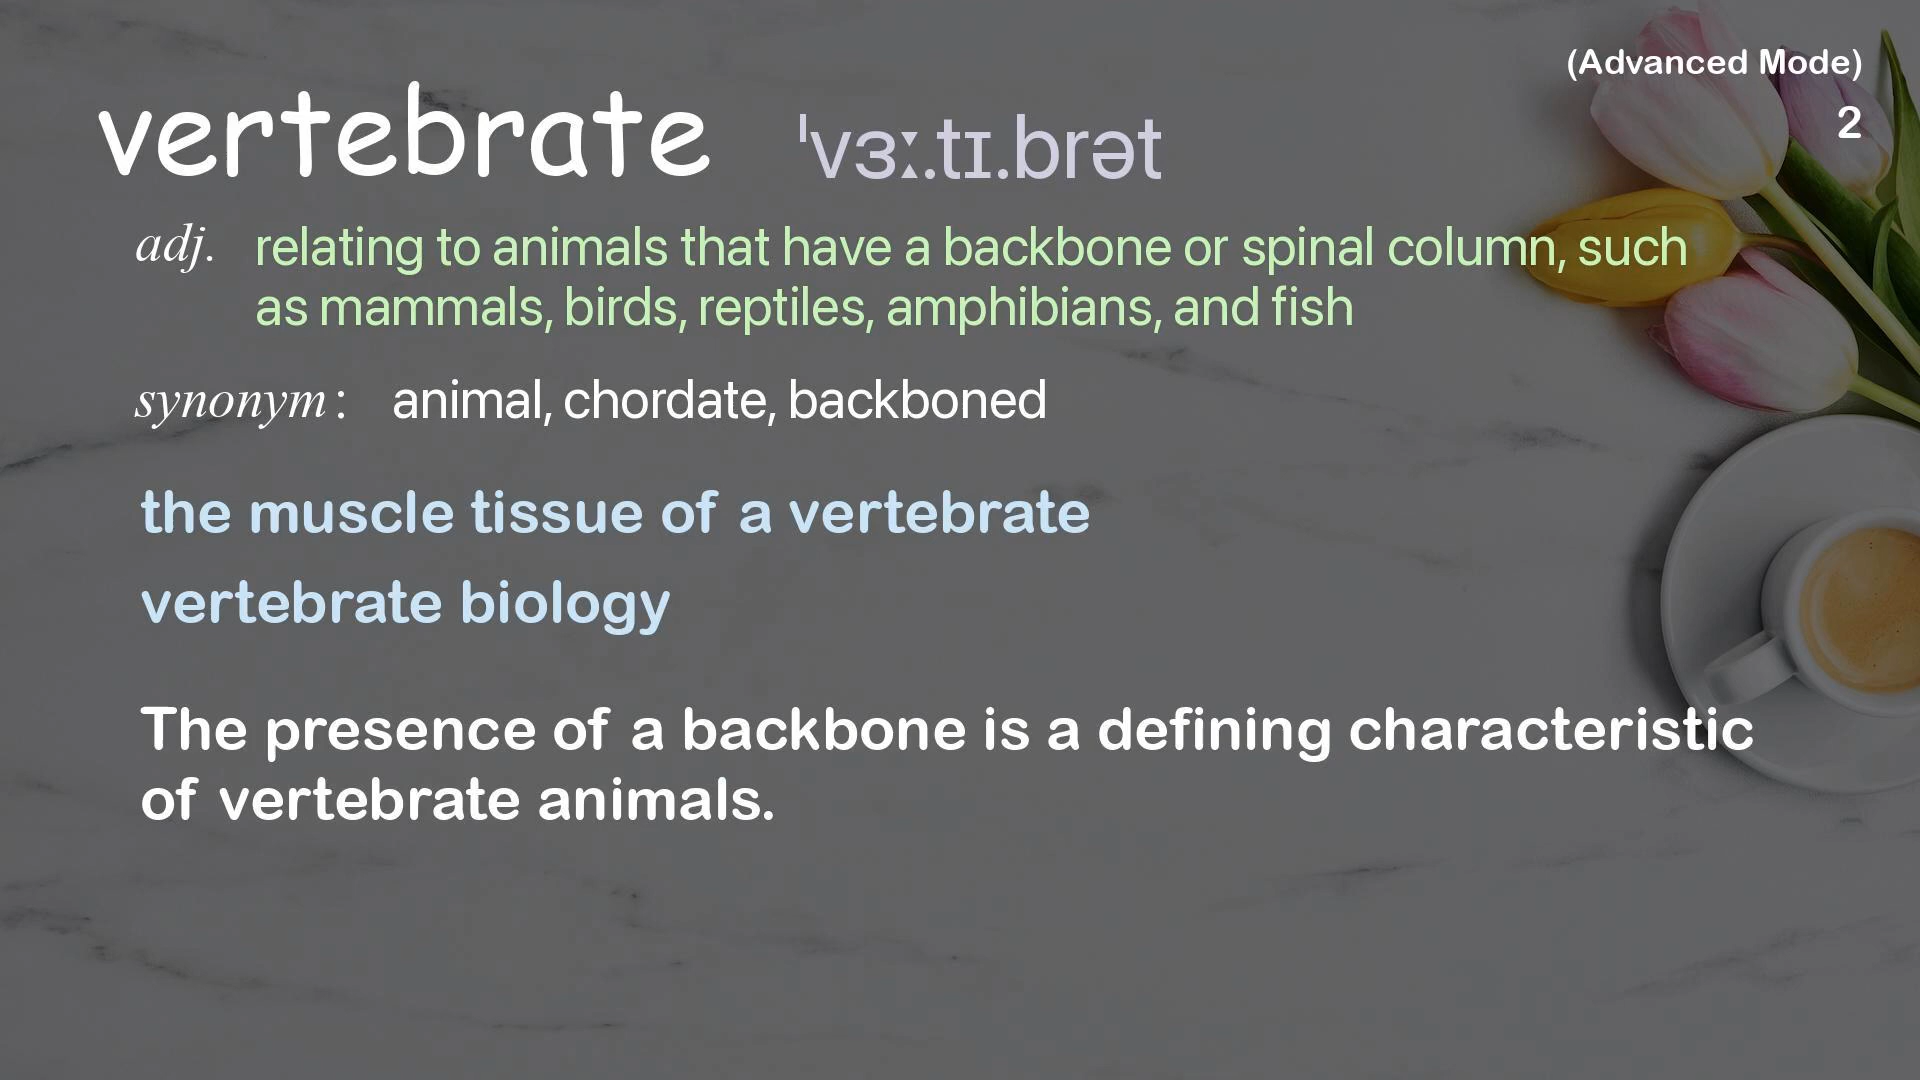 (Advanced Mode)
vertebrate ˈvɜː.tɪ.brət
2
adj. relating to animals that have a backbone or spinal column, such
as mammals, birds, reptiles, amphibians, and fish
synonym : animal, chordate, backboned
the muscle tissue of a vertebrate
vertebrate biology
The presence of a backbone is a defining characteristic
of vertebrate animals.